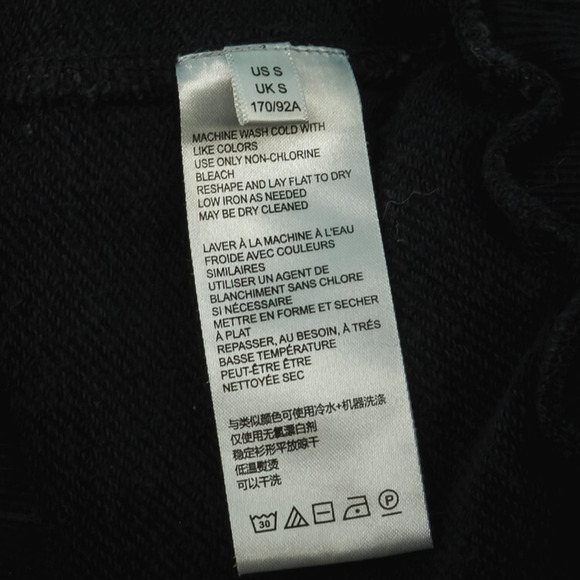 US S
UK S
170/92A
MACHINE WASH COLD WITH
LIKE COLORS
USE ONLY NON-CHLORINE
BLEACH
RESHAPE AND LAY FLAT TO DRY
LOW IRON AS NEEDED
MAY BE DRY CLEANED
LAVER À LA MACHINE À L'EAU
FROIDE AVEC COULEURS
SIMILAIRES
UTILISER UN AGENT DE
BLANCHIMENT SANS CHLORE
SI NÉCESSAIRE
METTRE EN FORME ET SECHER
À PLAT
REPASSER, AU BESOIN, À TRÉS
BASSE TEMPÉRATURE
PEUT-ÊTRE ÊTRE
NETTOYÉE SEC
与类似颜色可使用冷水+机器洗涤
仅使用无氯漂白剂
稳定衫形平放晾干
低温熨烫
可以干洗
30
P